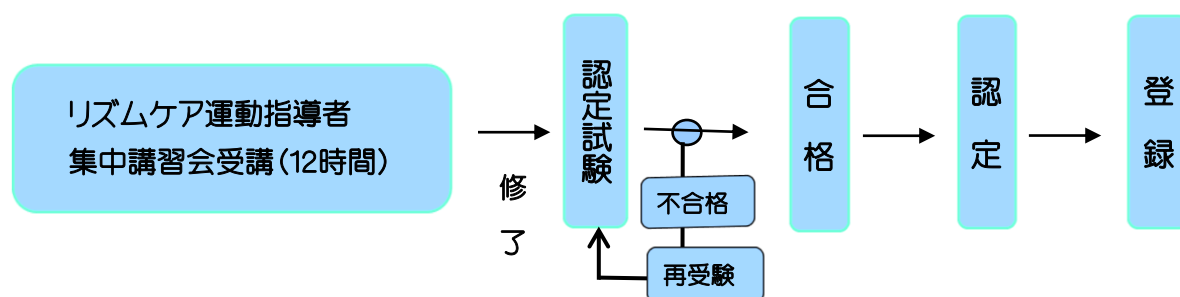 リズムケア運動指導者
集中講習会受講(12時間)
修了
認定試験
不合格
再受験
合格
認定
登録